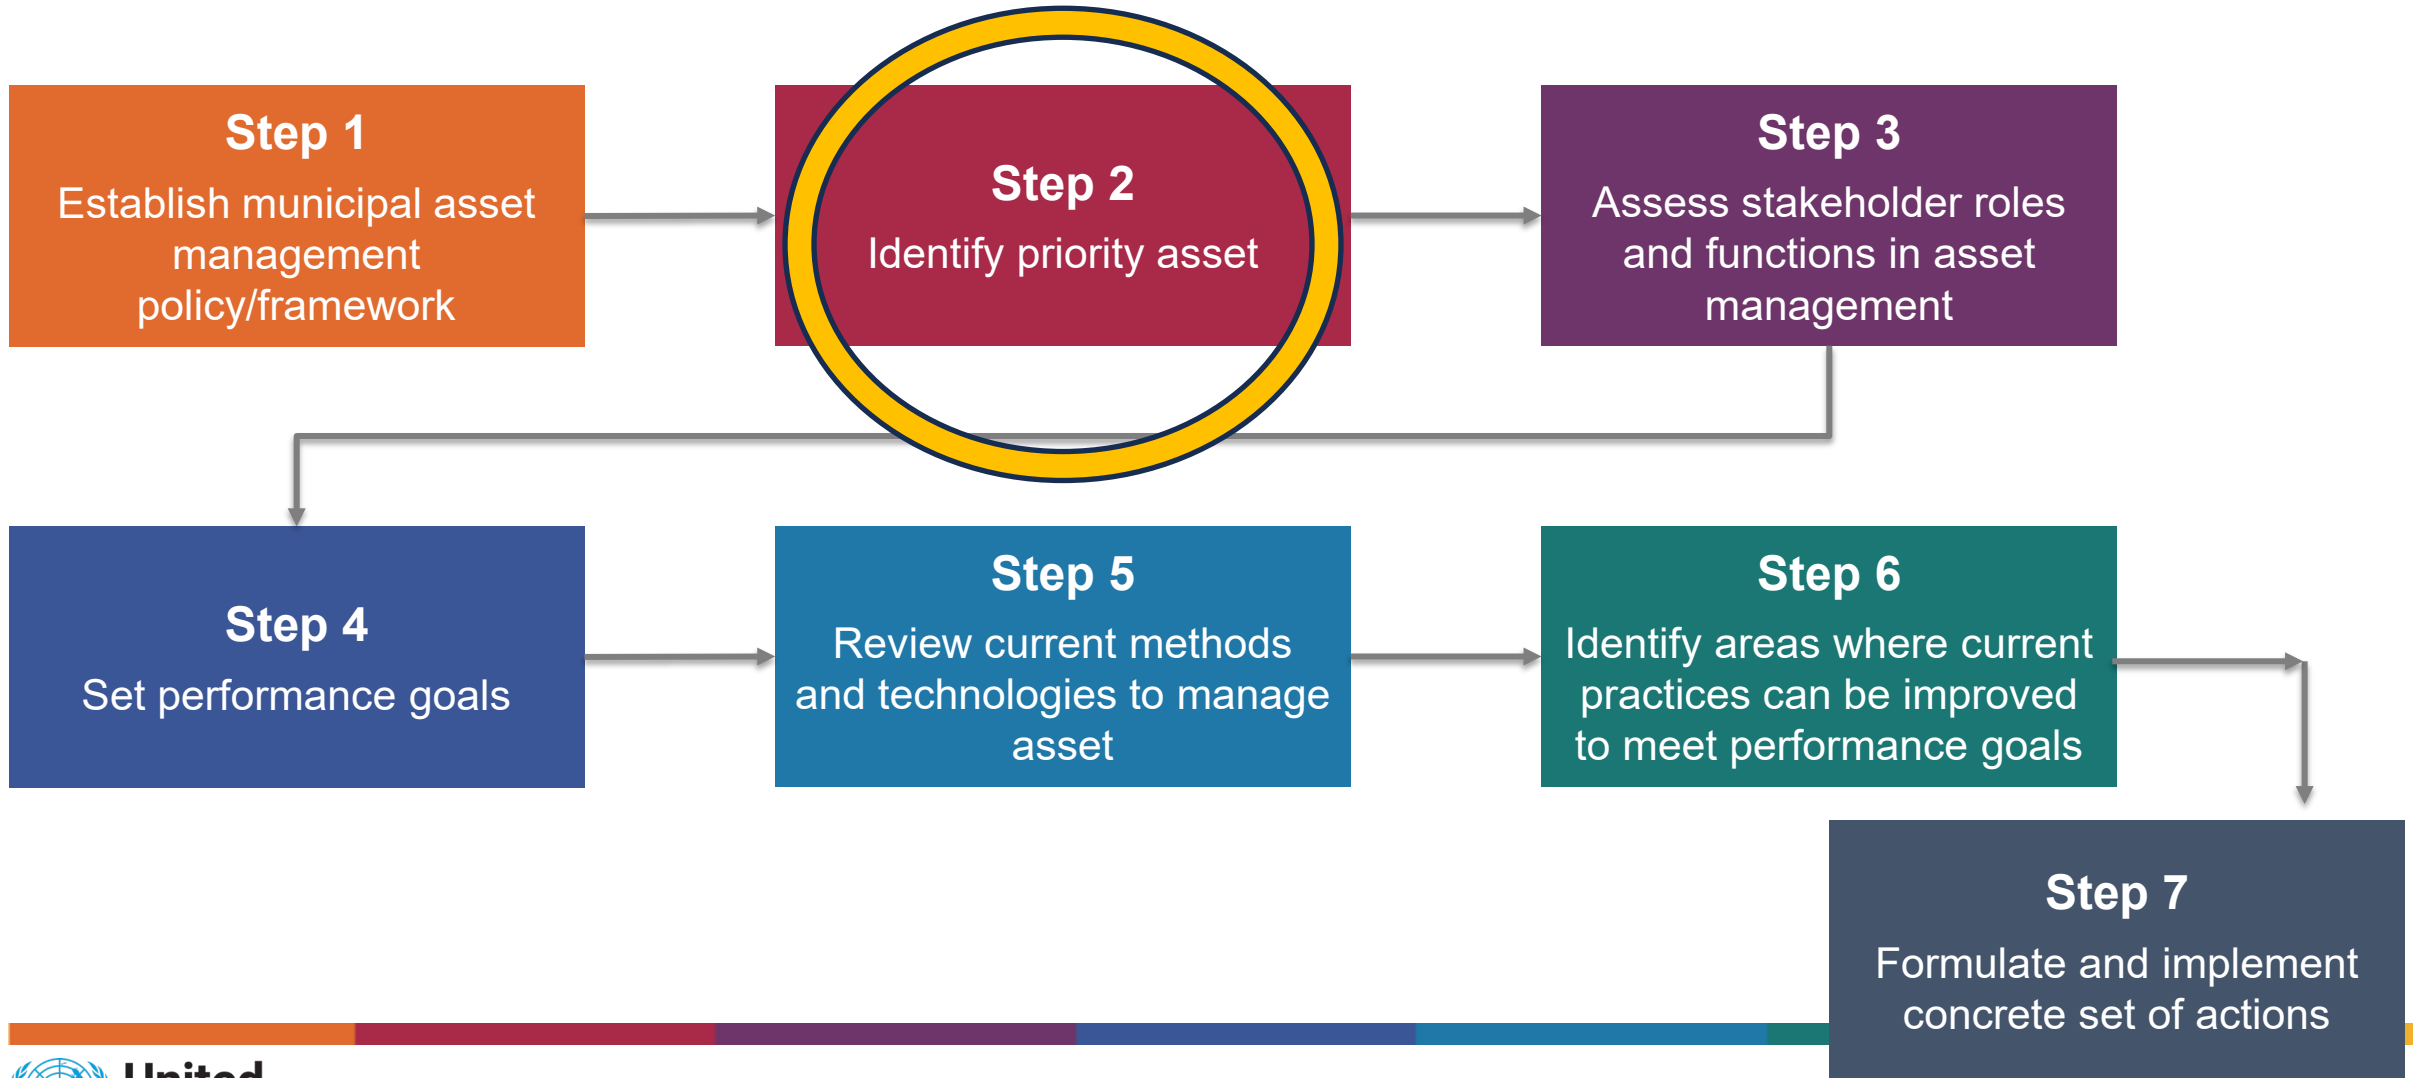 Step 1
Establish municipal asset
management
policy/framework
Step 2
Identify priority asset
Step 3
Assess stakeholder roles
and functions in asset
management
Step 4
Set performance goals
Step 5
Review current methods
and technologies to manage
asset
Step 6
Identify areas where current
practices can be improved
to meet performance goals
Step 7
Formulate and implement
concrete set of actions
United